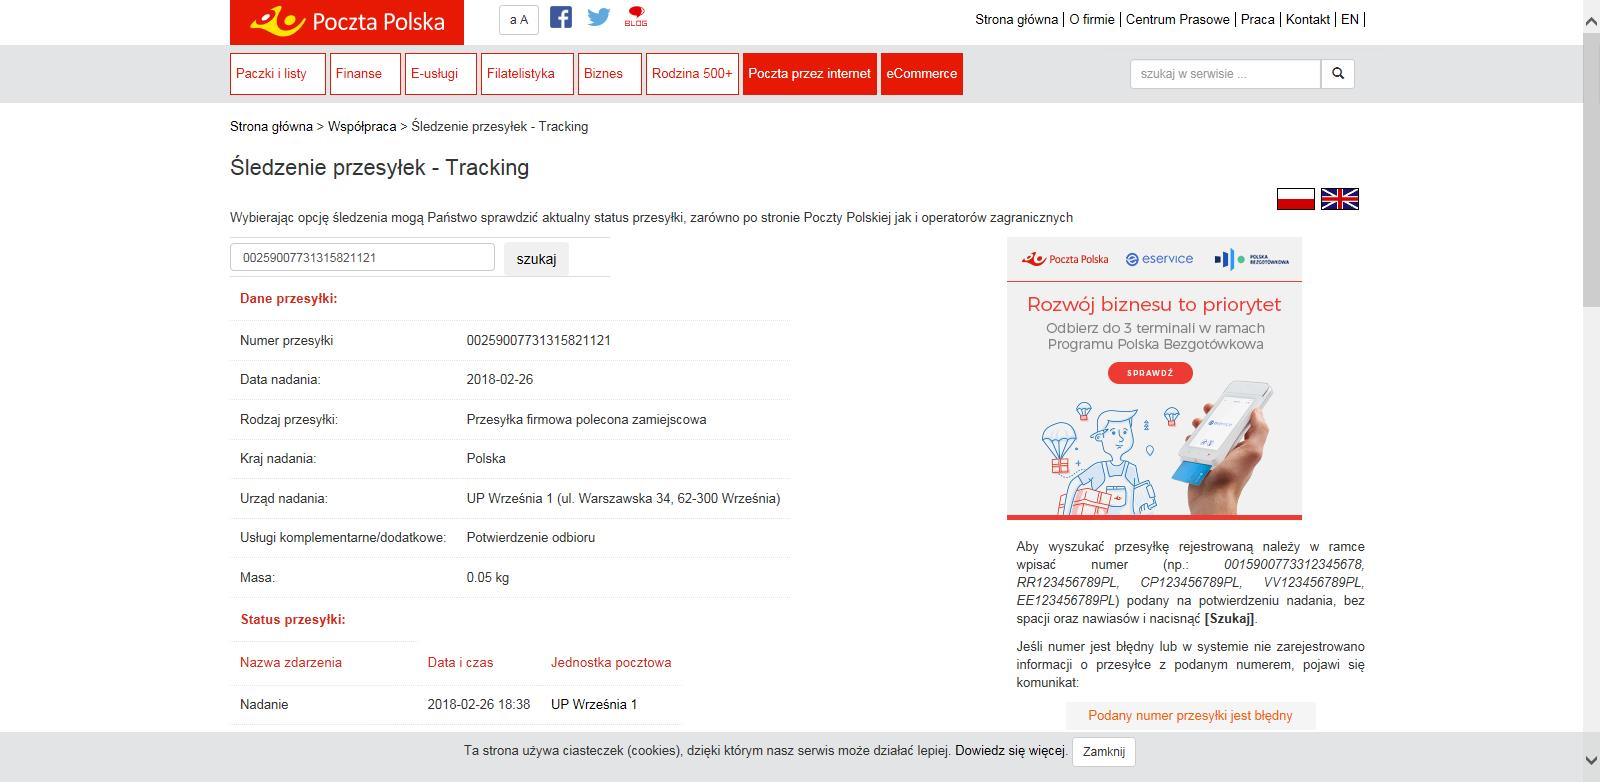 Poczta Polska
a A
BLOG
Strona główna | O firmie | Centrum Prasowe | Praca | Kontakt | EN |
Paczki i listy
Finanse
E-usługi
Filatelistyka
Biznes
Rodzina 500+
Poczta przez internet
eCommerce
szukaj w serwisie ...
Strona główna > Współpraca > Śledzenie przesyłek - Tracking
Śledzenie przesyłek - Tracking
Wybierając opcję śledzenia mogą Państwo sprawdzić aktualny status przesyłki, zarówno po stronie Poczty Polskiej jak i operatorów zagranicznych
00259007731315821121
szukaj
Dane przesyłki:
Numer przesyłki 00259007731315821121
Data nadania: 2018-02-26
Rodzaj przesyłki: Przesyłka firmowa polecona zamiejscowa
Kraj nadania: Polska
Urząd nadania: UP Września 1 (ul. Warszawska 34, 62-300 Września)
Usługi komplementarne/dodatkowe: Potwierdzenie odbioru
Masa: 0.05 kg
Status przesyłki:
Nazwa zdarzenia Data i czas Jednostka pocztowa
Nadanie 2018-02-26 18:38 UP Września 1
Poczta Polska
eservice
POLSKA
BEZGOTÓWKOWA
Rozwój biznesu to priorytet
Odbierz do 3 terminali w ramach
Programu Polska Bezgotówkowa
SPRAWDŹ
eservice
Aby wyszukać przesyłkę rejestrowaną należy w ramce
wpisać numer (np.: 0015900773312345678,
RR123456789PL, CP123456789PL, VV123456789PL,
EE123456789PL) podany na potwierdzeniu nadania, bez
spacji oraz nawiasów i nacisnąć [Szukaj].
Jeśli numer jest błędny lub w systemie nie zarejestrowano
informacji o przesyłce z podanym numerem, pojawi się
komunikat:
Podany numer przesyłki jest błędny
Ta strona używa ciasteczek (cookies), dzięki którym nasz serwis może działać lepiej. Dowiedz się więcej.
Zamknij